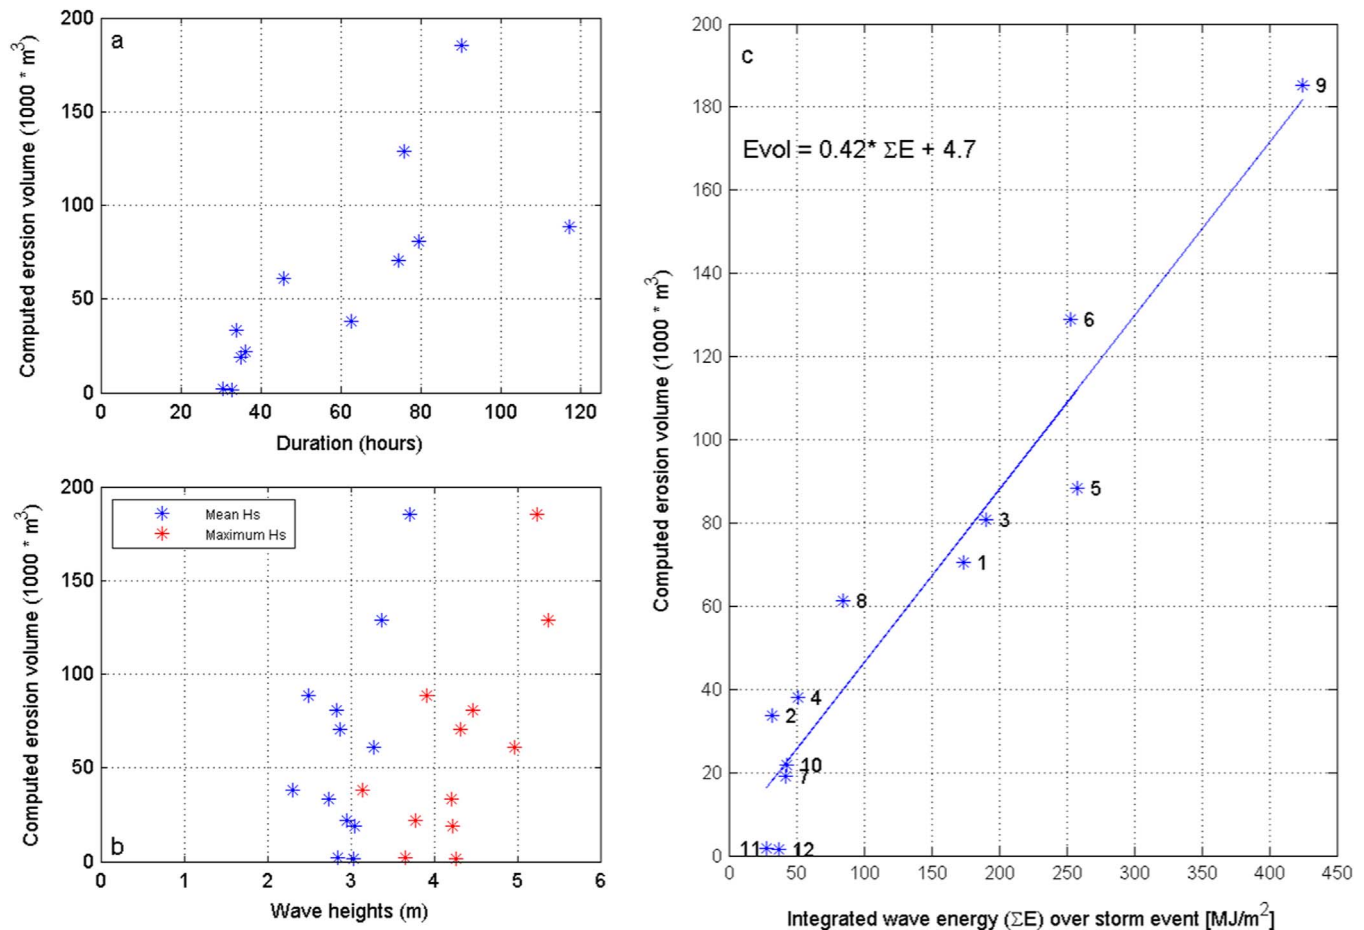 a
200
150
100
50
0
0 20 40 60 80 100 120
Duration (hours)
Computed erosion volume (1000 * m³)
Mean Hs
Maximum Hs
b
200
150
100
50
0
0 1 2 3 4 5 6
Wave heights (m)
Computed erosion volume (1000 * m³)
c
Evol = 0.42* ΣE + 4.7
200
180
160
140
120
100
80
60
40
20
0
9
6
5
3
1
8
4
2
10
7
11 12
0 50 100 150 200 250 300 350 400 450
Integrated wave energy (ΣE) over storm event [MJ/m²]
Computed erosion volume (1000 * m³)